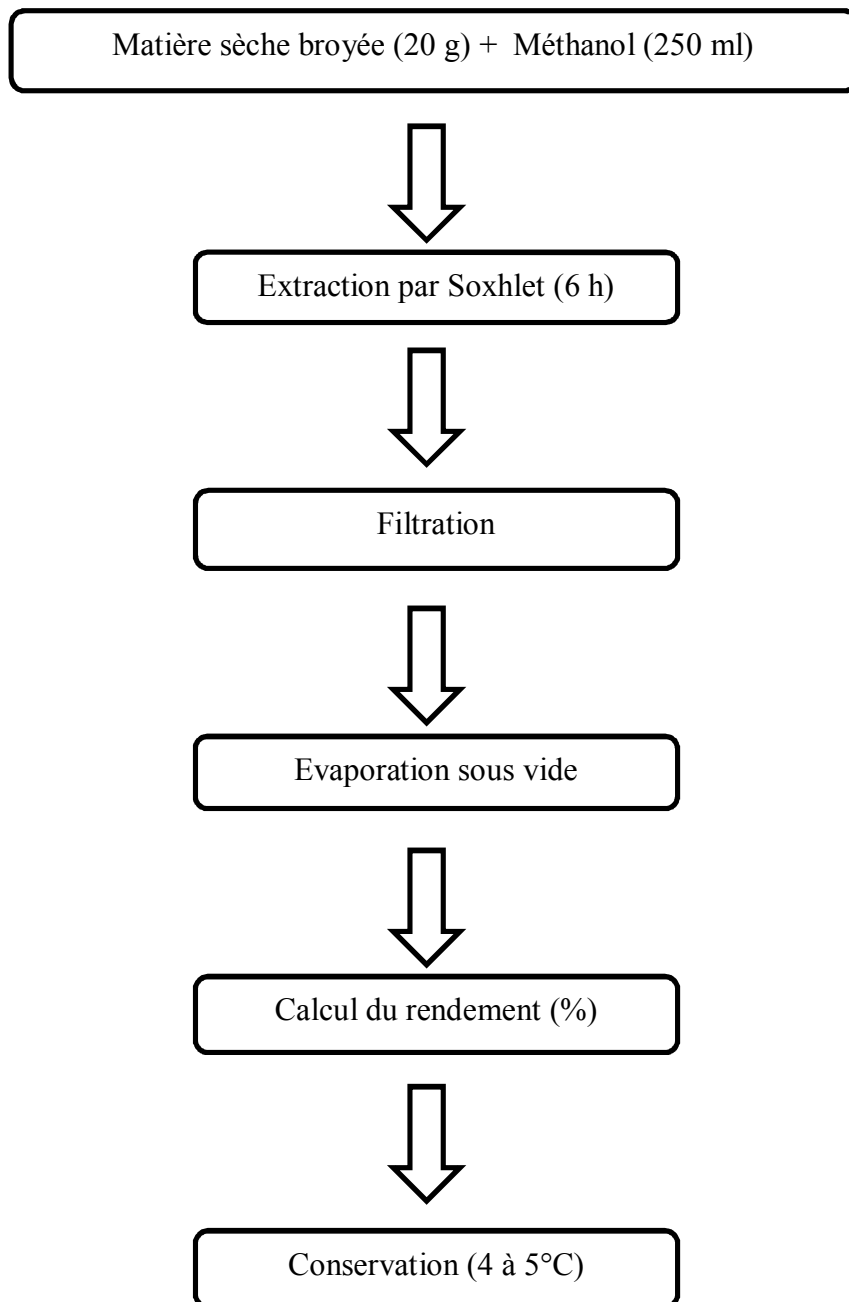 Matière sèche broyée (20 g) + Méthanol (250 ml)
Extraction par Soxhlet (6 h)
Filtration
Evaporation sous vide
Calcul du rendement (%)
Conservation (4 à 5°C)